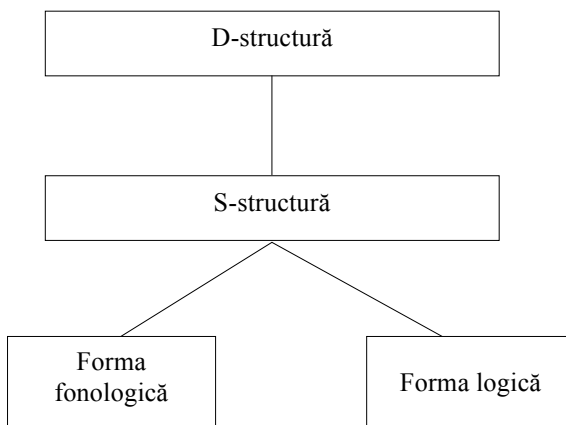 D-structură
S-structură
Forma
fonologică
Forma logică